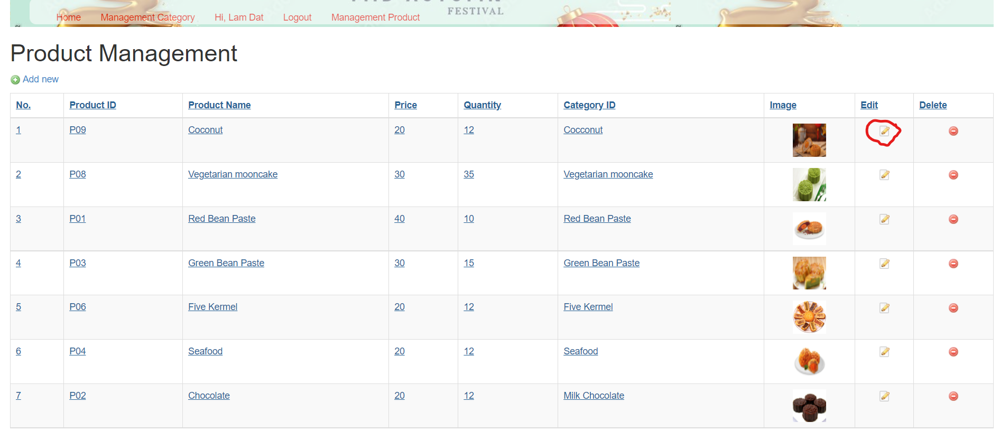 FESTIVAL
Home Management Category Hi, Lam Dat Logout Management Product
Product Management
Add new
No. Product ID Product Name Price Quantity Category ID Image Edit Delete
1 P09 Coconut 20 12 Cocconut
2 P08 Vegetarian mooncake 30 35 Vegetarian mooncake
3 P01 Red Bean Paste 40 10 Red Bean Paste
4 P03 Green Bean Paste 30 15 Green Bean Paste
5 P06 Five Kermel 20 12 Five Kermel
6 P04 Seafood 20 12 Seafood
7 P02 Chocolate 20 12 Milk Chocolate